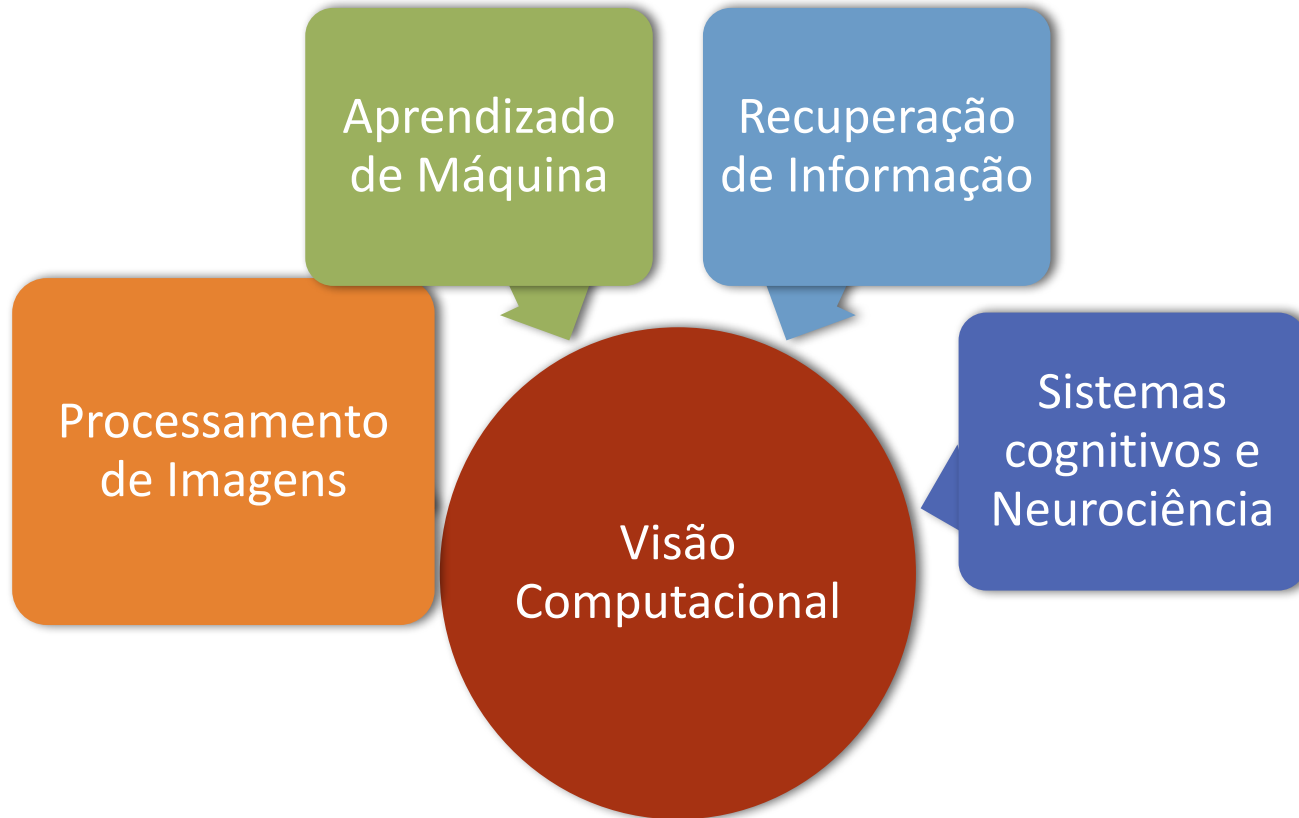 Aprendizado
de Máquina
Recuperação
de Informação
Processamento
de Imagens
Sistemas
cognitivos e
Neurociência
Visão
Computacional